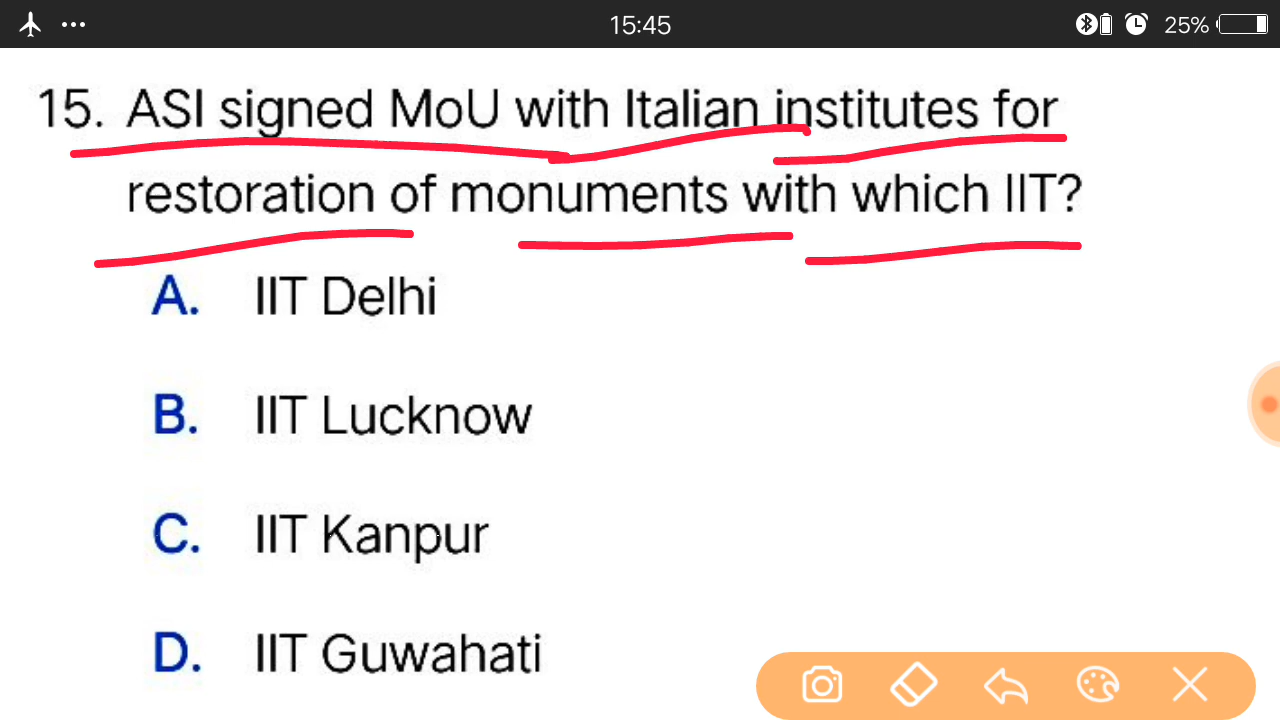 15:45
25%
15. ASI signed MoU with Italian institutes for
restoration of monuments with which IIT?
A. IIT Delhi
B. IIT Lucknow
C. IIT Kanpur
D. IIT Guwahati